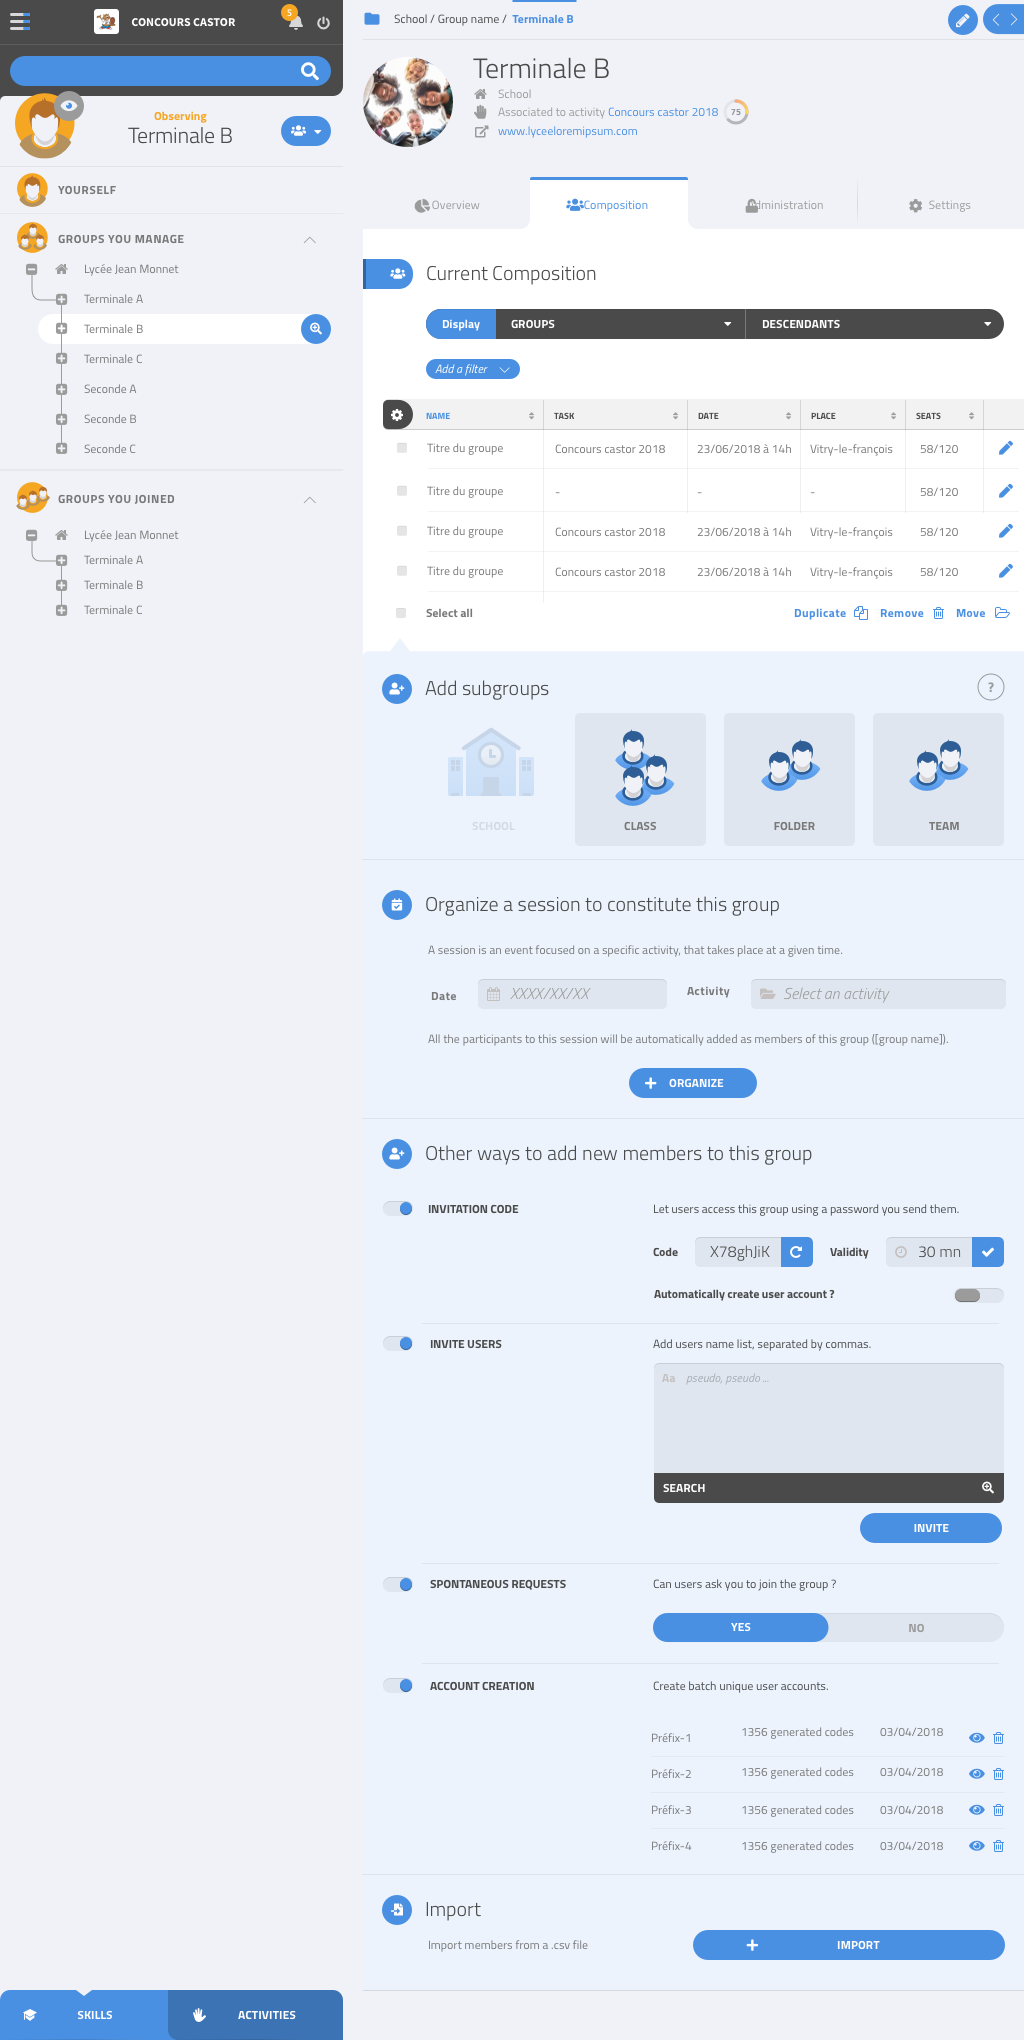 CONCOURS CASTOR
5
Observing
Terminale B
YOURSELF
GROUPS YOU MANAGE
Lycée Jean Monnet
Terminale A
Terminale B
Terminale C
Seconde A
Seconde B
Seconde C
GROUPS YOU JOINED
Lycée Jean Monnet
Terminale A
Terminale B
Terminale C
SKILLS
ACTIVITIES
School / Group name / Terminale B
Terminale B
School
Associated to activity Concours castor 2018 75
www.lyceeloremipsum.com
Overview Composition dministration Settings
Current Composition
Display GROUPS DESCENDANTS
Add a filter
NAME TASK DATE PLACE SEATS
Titre du groupe Concours castor 2018 23/06/2018 à 14h Vitry-le-françois 58/120
Titre du groupe - - - 58/120
Titre du groupe Concours castor 2018 23/06/2018 à 14h Vitry-le-françois 58/120
Titre du groupe Concours castor 2018 23/06/2018 à 14h Vitry-le-françois 58/120
Select all Duplicate Remove Move
Add subgroups ?
SCHOOL CLASS FOLDER TEAM
Organize a session to constitute this group
A session is an event focused on a specific activity, that takes place at a given time.
Date XXXX/XX/XX Activity Select an activity
All the participants to this session will be automatically added as members of this group ([group name]).
ORGANIZE
Other ways to add new members to this group
INVITATION CODE Let users access this group using a password you send them.
Code X78ghJiK Validity 30 mn
Automatically create user account ?
INVITE USERS Add users name list, separated by commas.
Aa pseudo, pseudo ...
SEARCH
INVITE
SPONTANEOUS REQUESTS Can users ask you to join the group ?
YES NO
ACCOUNT CREATION Create batch unique user accounts.
Préfix-1 1356 generated codes 03/04/2018
Préfix-2 1356 generated codes 03/04/2018
Préfix-3 1356 generated codes 03/04/2018
Préfix-4 1356 generated codes 03/04/2018
Import
Import members from a .csv file IMPORT